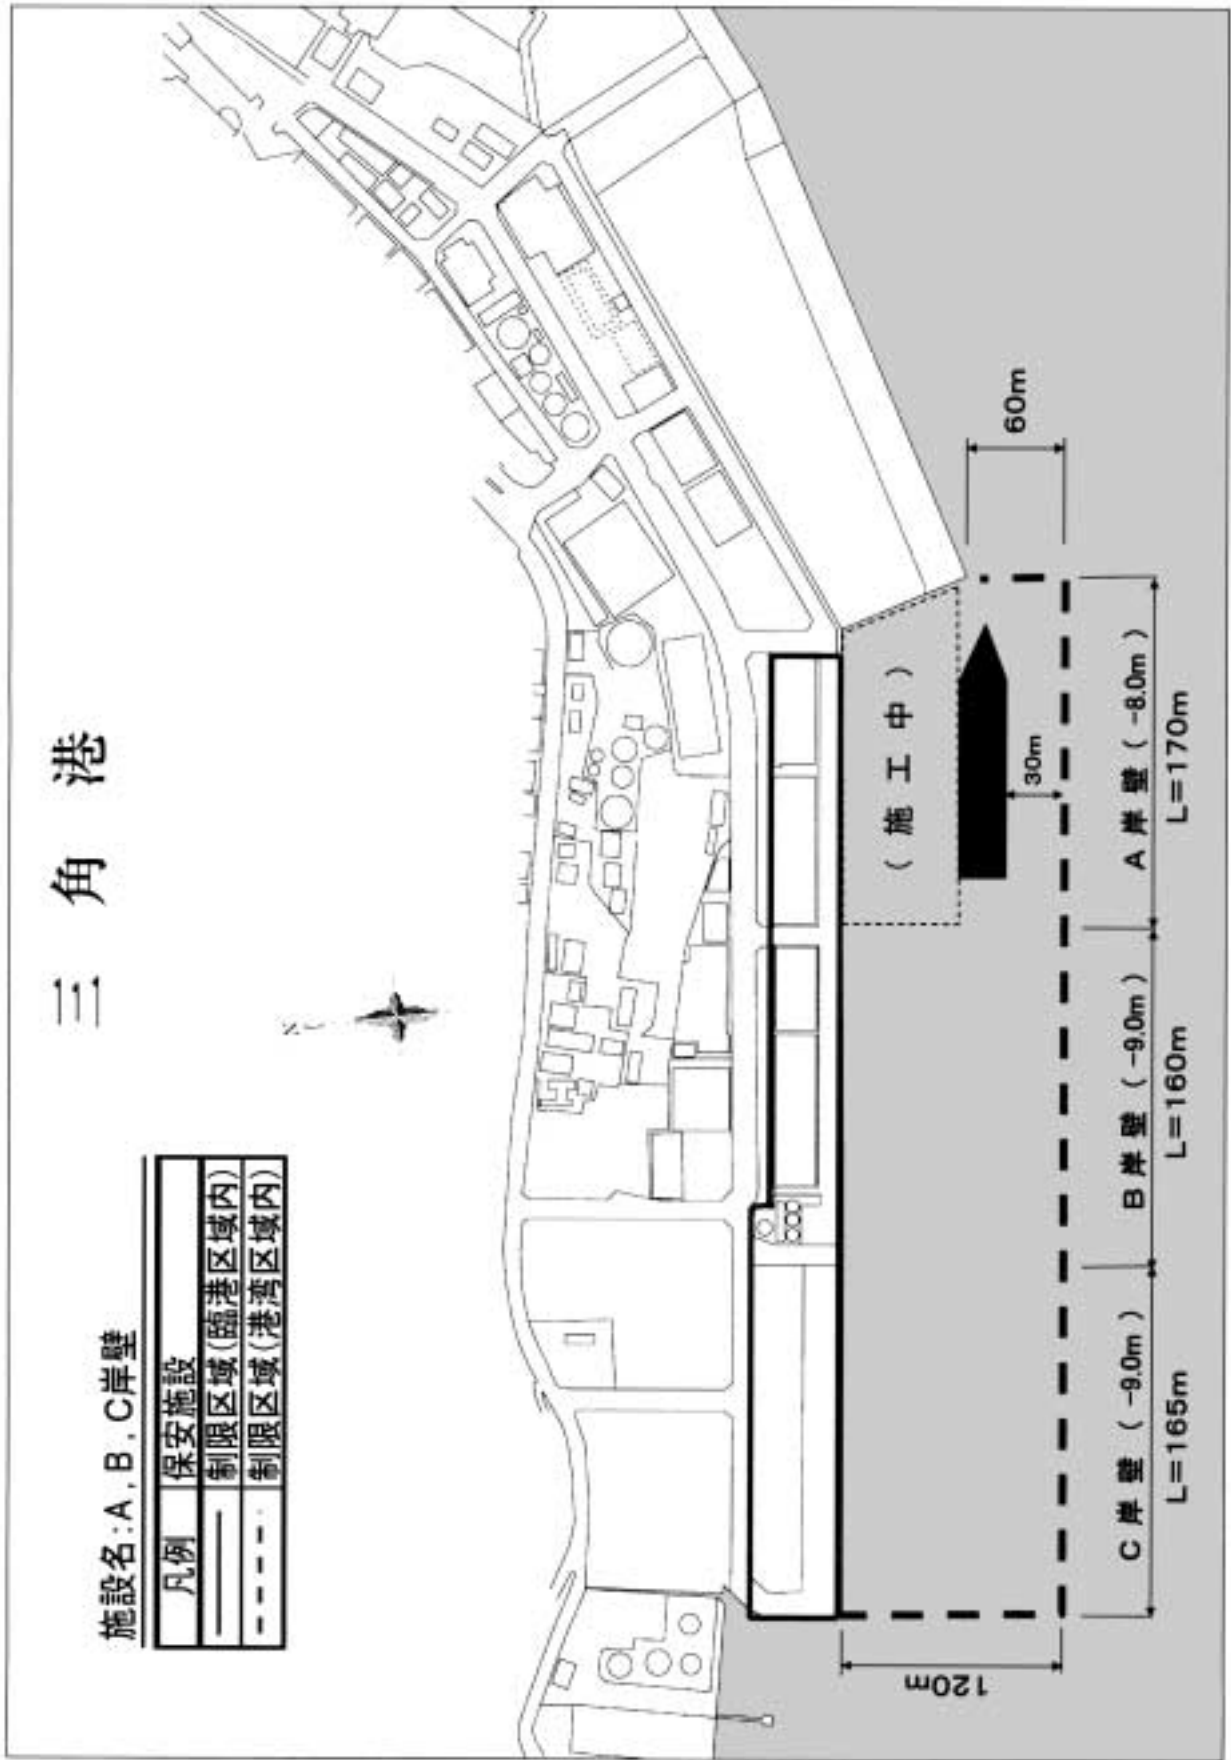 三角港
施設名:A, B, C岸壁
凡例 保安施設
制限区域(臨港区域内)
制限区域(港湾区域内)
N
(施工中)
60m
30m
120m
C岸壁(-9.0m)
L=165m
B岸壁(-9.0m)
L=160m
A岸壁(-8.0m)
L=170m